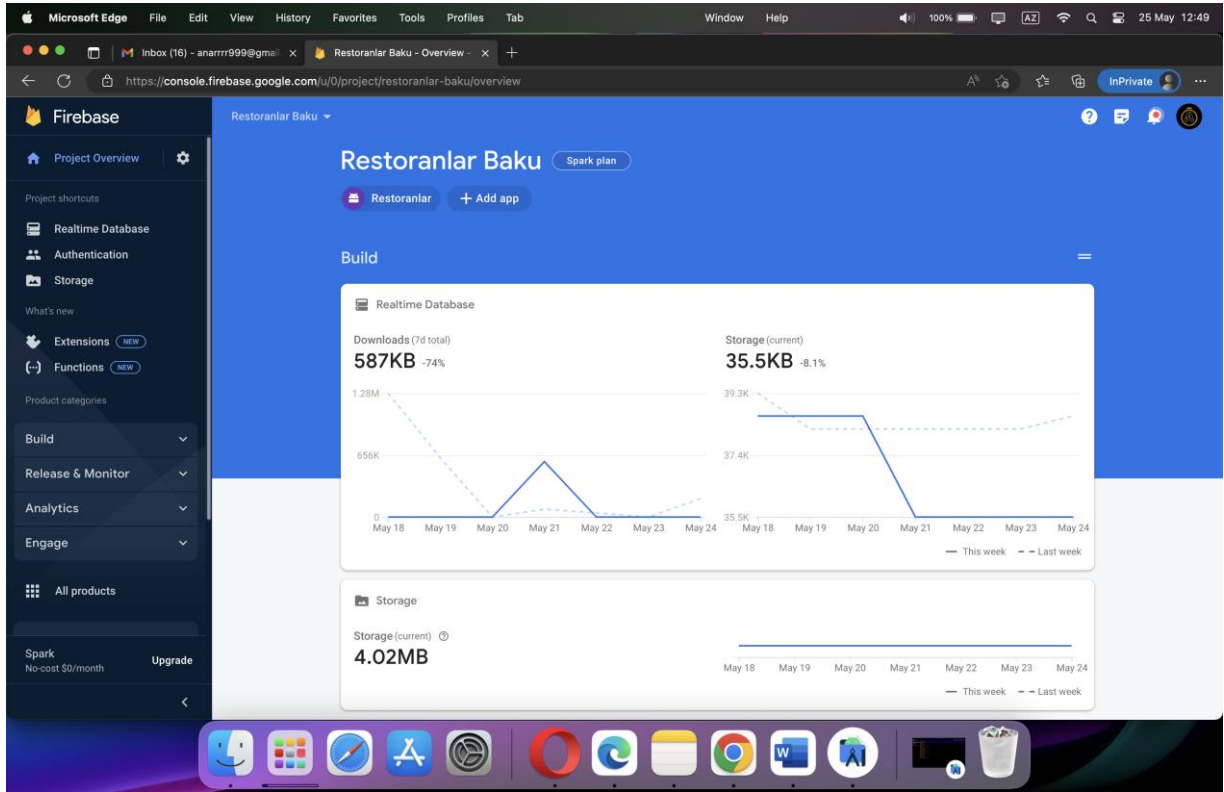 Microsoft Edge File Edit View History Favorites Tools Profiles Tab Window Help 100% AZ 25 May 12:49
Inbox (16) - anarrrr999@gmai Restoranlar Baku - Overview -
https://console.firebase.google.com/u/0/project/restoranlar-baku/overview InPrivate
Firebase
Restoranlar Baku
Project Overview
Restoranlar Baku Spark plan
Restoranlar + Add app
Project shortcuts
Realtime Database
Authentication
Storage
What's new
Extensions NEW
Functions NEW
Product categories
Build
Release & Monitor
Analytics
Engage
All products
Spark
No-cost $0/month Upgrade
Build
Realtime Database
Downloads (7d total)
587KB -74%
1.28M
656K
0
May 18 May 19 May 20 May 21 May 22 May 23 May 24
Storage (current)
35.5KB -8.1%
39.3K
37.4K
35.5K
May 18 May 19 May 20 May 21 May 22 May 23 May 24
This week Last week
Storage
Storage (current)
4.02MB
May 18 May 19 May 20 May 21 May 22 May 23 May 24
This week Last week
W